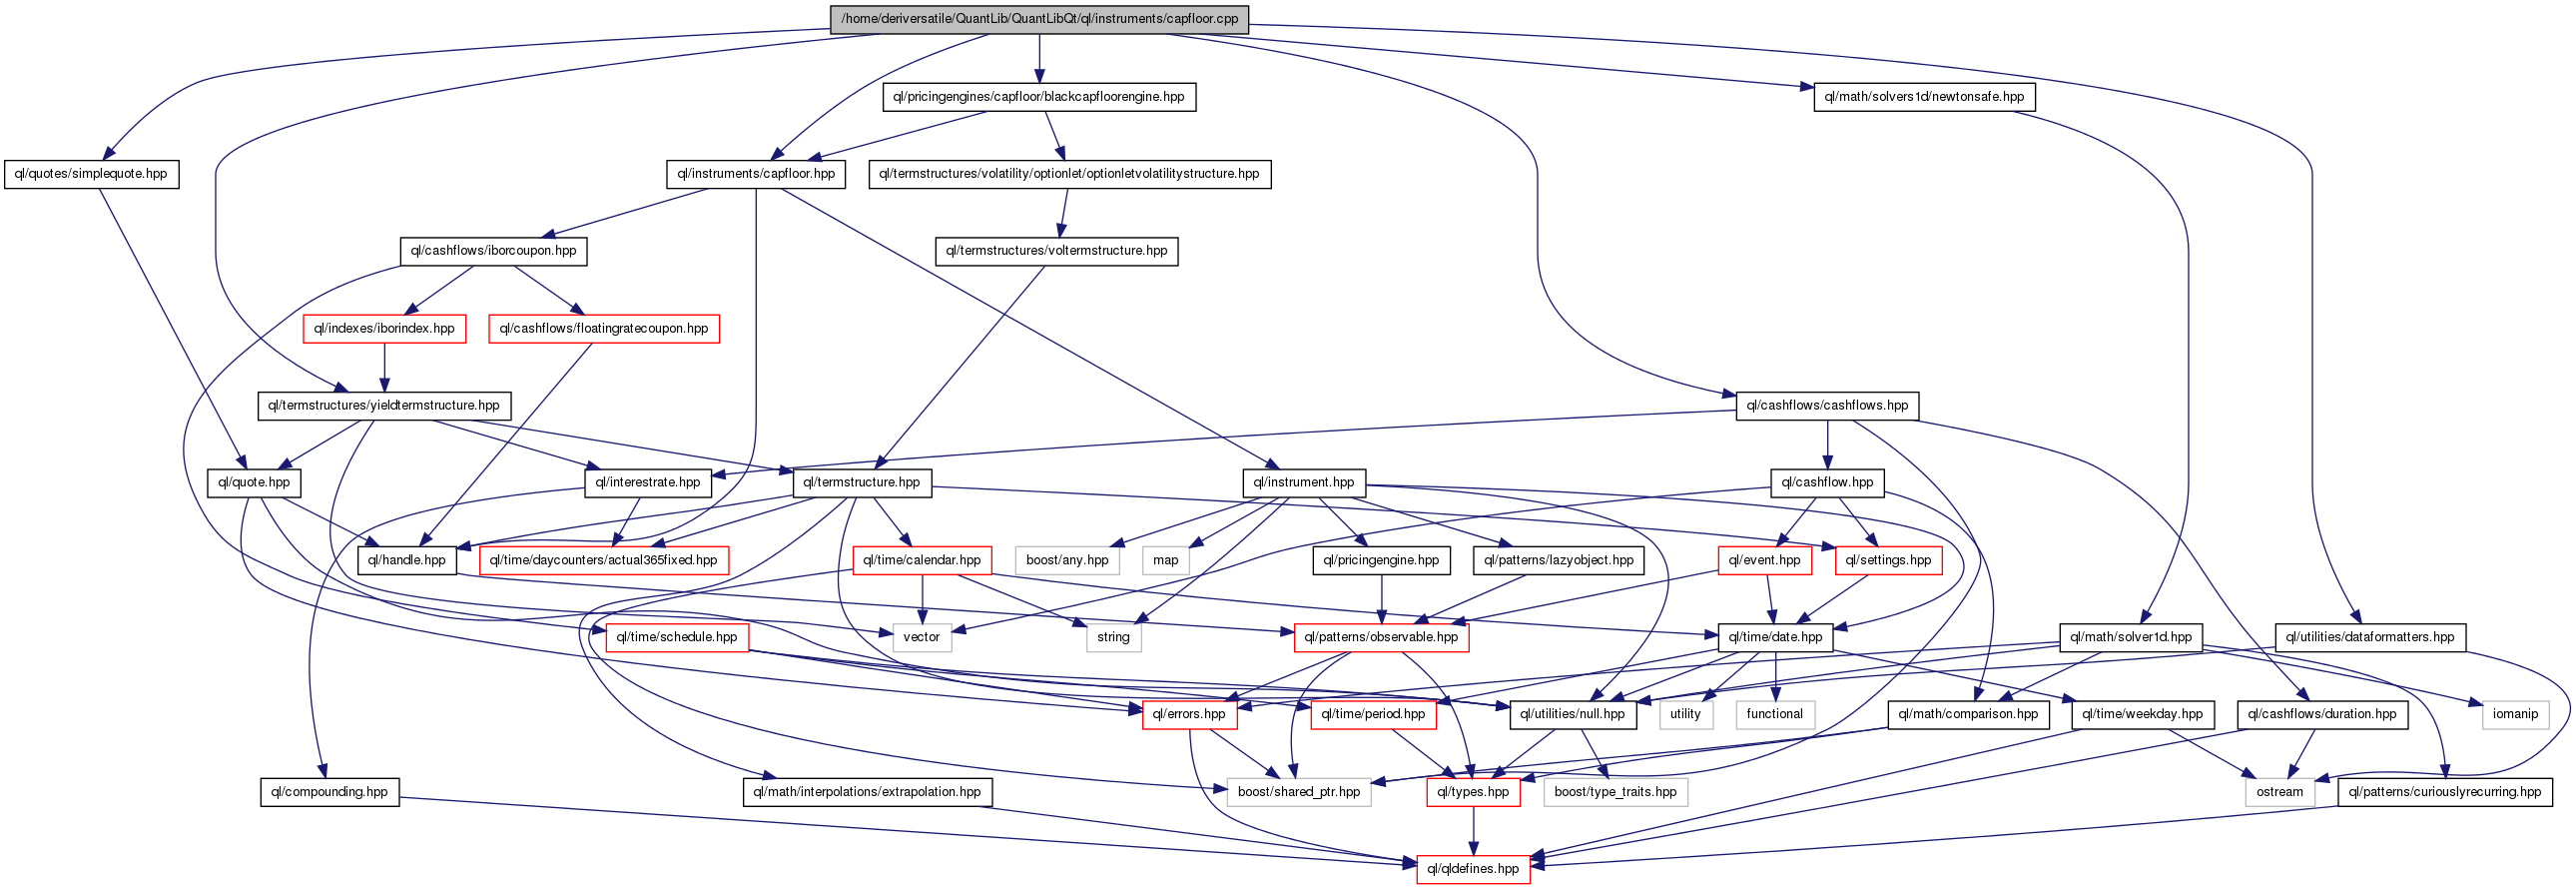 /home/deriversatile/QuantLib/QuantLibQt/ql/instruments/capfloor.cpp
ql/pricingengines/capfloor/blackcapfloorengine.hpp
ql/math/solvers1d/newtonsafe.hpp
ql/quotes/simplequote.hpp
ql/instruments/capfloor.hpp
ql/termstructures/volatility/optionlet/optionletvolatilitystructure.hpp
ql/cashflows/iborcoupon.hpp
ql/termstructures/voltermstructure.hpp
ql/indexes/iborindex.hpp
ql/cashflows/floatingratecoupon.hpp
ql/termstructures/yieldtermstructure.hpp
ql/cashflows/cashflows.hpp
ql/quote.hpp
ql/interestrate.hpp
ql/termstructure.hpp
ql/instrument.hpp
ql/cashflow.hpp
ql/handle.hpp
ql/time/daycounters/actual365fixed.hpp
ql/time/calendar.hpp
boost/any.hpp
map
ql/pricingengine.hpp
ql/patterns/lazyobject.hpp
ql/event.hpp
ql/settings.hpp
ql/time/schedule.hpp
vector
string
ql/patterns/observable.hpp
ql/time/date.hpp
ql/math/solver1d.hpp
ql/utilities/dataformatters.hpp
ql/errors.hpp
ql/time/period.hpp
ql/utilities/null.hpp
utility
functional
ql/math/comparison.hpp
ql/time/weekday.hpp
ql/cashflows/duration.hpp
iomanip
ql/compounding.hpp
ql/math/interpolations/extrapolation.hpp
boost/shared_ptr.hpp
ql/types.hpp
boost/type_traits.hpp
ostream
ql/patterns/curiouslyrecurring.hpp
ql/qldefines.hpp